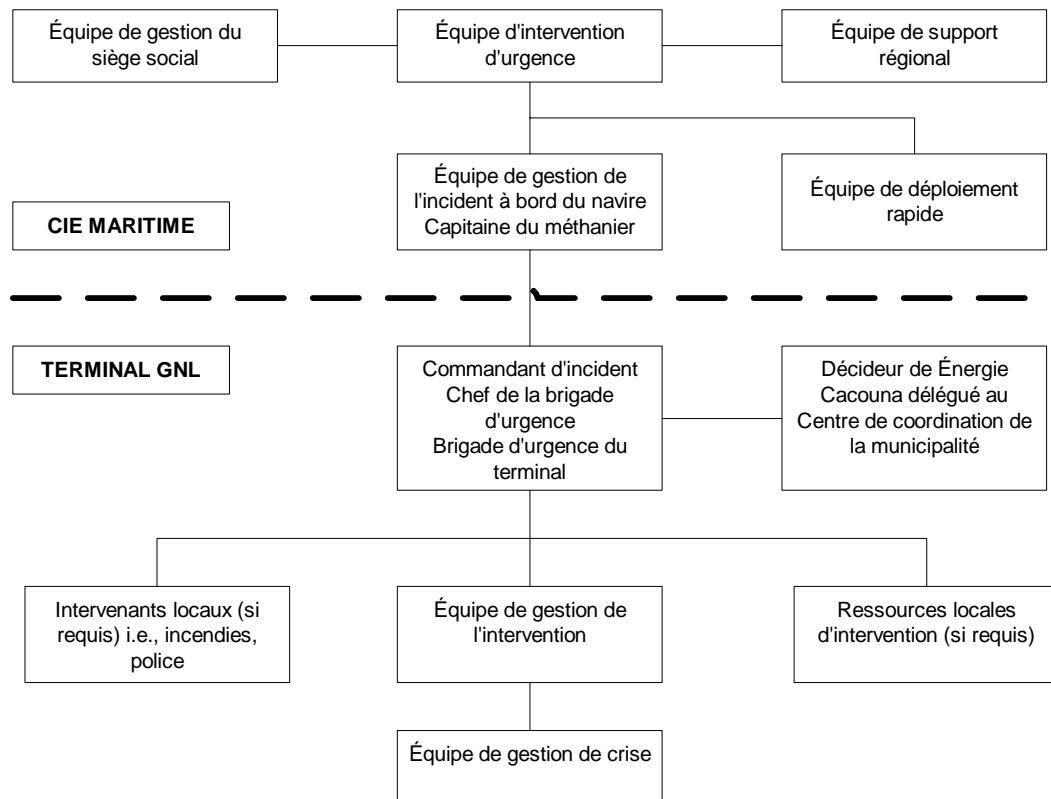 Équipe de gestion du
siège social
Équipe d'intervention
d'urgence
Équipe de support
régional
Équipe de gestion de
l'incident à bord du navire
Capitaine du méthanier
Équipe de déploiement
rapide
CIE MARITIME
TERMINAL GNL
Commandant d'incident
Chef de la brigade
d'urgence
Brigade d'urgence du
terminal
Décideur de Énergie
Cacouna délégué au
Centre de coordination de
la municipalité
Intervenants locaux (si
requis) i.e., incendies,
police
Équipe de gestion de
l'intervention
Ressources locales
d'intervention (si requis)
Équipe de gestion de crise